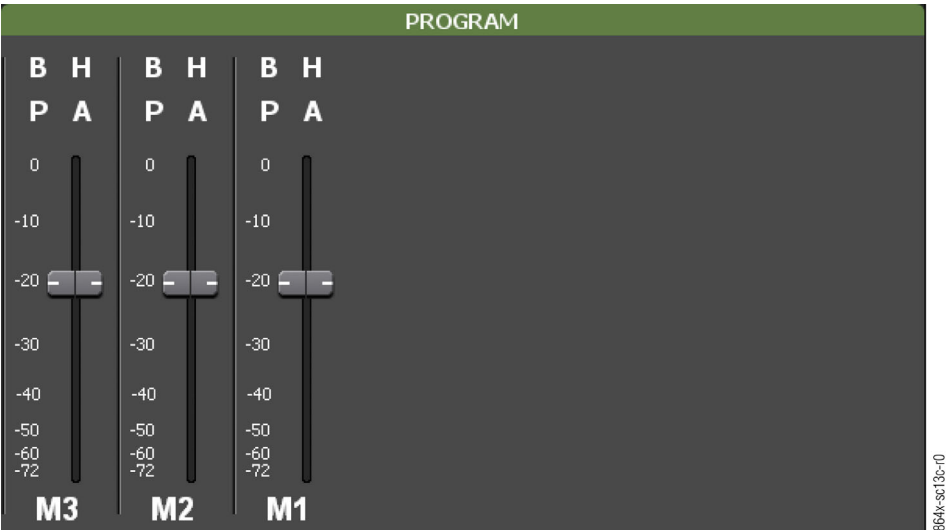 PROGRAM
B H B H B H
P A P A P A
0 0 0
-10 -10 -10
-20 -20 -20
-30 -30 -30
-40 -40 -40
-50 -50 -50
-60 -60 -60
-72 -72 -72
M3 M2 M1
864x-sc13c-r0